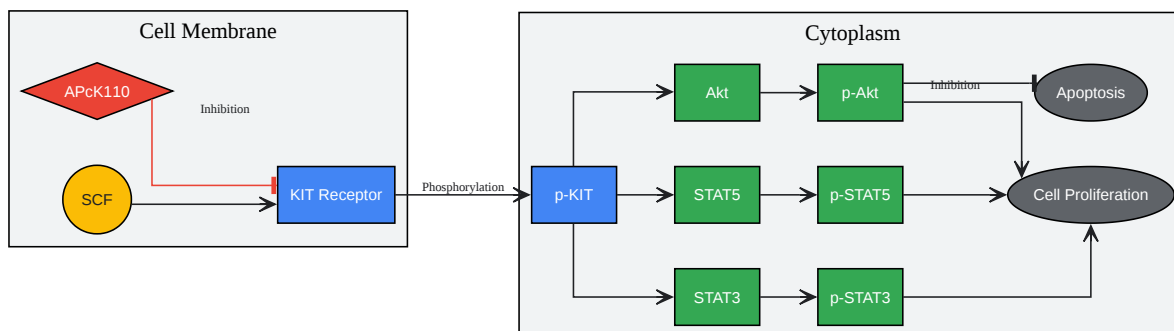 Cell Membrane
APcK110
Inhibition
SCF
KIT Receptor
Phosphorylation
Cytoplasm
Akt
p-Akt
Inhibition
Apoptosis
p-KIT
STAT5
p-STAT5
Cell Proliferation
STAT3
p-STAT3